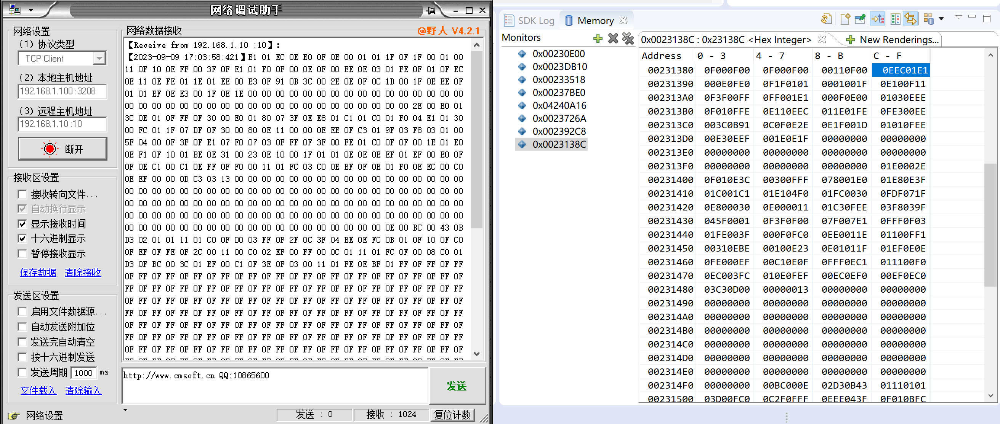 网络调试助手
网络设置
(1) 协议类型
TCP Client
(2) 本地主机地址
192.168.1.100 :3208
(3) 远程主机地址
192.168.1.10 :10
断开
接收区设置
接收转向文件...
自动换行显示
显示接收时间
十六进制显示
暂停接收显示
保存数据 清除接收
发送区设置
启用文件数据源...
自动发送附加位
发送完自动清空
按十六进制发送
发送周期 1000 ms
文件载入 清除输入
网络数据接收
@野人 V4.2.1
【Receive from 192.168.1.10 :10】:
【2023-09-09 17:03:58:421】E1 01 EC 0E E0 0F 0E 00 01 01 1F 0F 1F 00 01 00
11 0F 10 0E FF 00 3F 0F E1 01 F0 0F 00 0E 0F 00 EE 0E 03 01 FE 0F 01 0F EC
0E 11 0E FE 01 1E 01 EE 00 E3 0F 91 0B 3C 00 2E 0E 0F 0C 1D 00 1F 0E EE 0F
01 01 EF 0E E3 00 1F 0E 1E 00 00 00 00 00 00 00 00 00 00 00 00 00 00 00 00
00 00 00 00 00 00 00 00 00 00 00 00 00 00 00 00 00 00 00 00 00 2E 00 E0 01
3C 0E 01 0F FF 0F 30 00 E0 01 80 07 3F 0E E8 01 C1 01 C0 01 F0 04 E1 01 30
00 FC 01 1F 07 DF 0F 30 00 80 0E 11 00 00 0E EE 0F C3 01 9F 03 F8 03 01 00
5F 04 00 0F 3F 0F E1 07 F0 07 03 0F FF 0F 3F 00 FE 01 C0 0F 0F 00 1E 01 E0
0E F1 0F 10 01 BE 0E 31 00 23 0E 10 00 1F 01 01 0E 0E 0E EF 01 EF 00 E0 0F
0F 0E C1 00 C1 0E FF 0F F0 00 11 01 FC 03 C0 0E EF 0F 0E 01 F0 0E EC 00 C0
0E EF 00 00 0D C3 03 13 00 00 00 00 00 00 00 00 00 00 00 00 00 00 00 00 00
00 00 00 00 00 00 00 00 00 00 00 00 00 00 00 00 00 00 00 00 00 00 00 00 00
00 00 00 00 00 00 00 00 00 00 00 00 00 00 00 00 00 00 00 00 00 00 00 00 00
00 00 00 00 00 00 00 00 00 00 00 00 00 00 00 00 00 00 00 00 00 00 00 00 00
00 00 00 00 00 00 00 00 00 00 00 00 00 00 00 00 00 00 00 0E 00 BC 00 43 0B
D3 02 01 01 11 01 C0 0F D0 03 FF 0F 2F 0C 3F 04 EE 0E FC 0B 01 0F 10 0F C0
0F EF 0F FE 0F 2C 00 11 00 C0 02 EF 00 FF 00 0C 01 11 01 FC 0F 00 08 C0 01
D3 0F BC 00 3C 01 EF 00 C1 0F 3E 0F 03 00 11 01 FE 0E BF 01 FF 0F FF 0F FF
0F FF 0F FF 0F FF 0F FF 0F FF 0F FF 0F FF 0F FF 0F FF 0F FF 0F FF 0F FF 0F
FF 0F FF 0F FF 0F FF 0F FF 0F FF 0F FF 0F FF 0F FF 0F FF 0F FF 0F FF 0F FF
0F FF 0F FF 0F FF 0F FF 0F FF 0F FF 0F FF 0F FF 0F FF 0F FF 0F FF 0F FF 0F
FF 0F FF 0F FF 0F FF 0F FF 0F FF 0F FF 0F FF 0F FF 0F FF 0F FF 0F FF 0F FF
0F FF 0F FF 0F FF 0F FF 0F FF 0F FF 0F FF 0F FF 0F FF 0F FF 0F FF 0F FF 0F
FF 0F FF 0F FF 0F FF 0F FF 0F FF 0F FF 0F FF 0F FF 0F FF 0F FF 0F FF 0F FF
0F FF 0F FF 0F FF 0F FF 0F FF 0F FF 0F FF 0F FF 0F FF 0F FF 0F FF 0F FF 0F
http://www.cmsoft.cn QQ:10865600
发送
网络设置
发送 : 0 接收 : 1024 复位计数
SDK Log Memory
Monitors
0x00230E00
0x0023DB10
0x00233518
0x00237BE0
0x04240A16
0x0023726A
0x002392C8
0x0023138C
0x0023138C : 0x23138C <Hex Integer> New Renderings...
Address 0 - 3 4 - 7 8 - B C - F
00231380 0F000F00 0F000F00 00110F00 0EEC01E1
00231390 000E0FE0 0F1F0101 0001001F 0E100F11
002313A0 0F3F00FF 0FF001E1 000F0E00 01030EEE
002313B0 0F010FFE 0E110EEC 011E01FE 0FE300EE
002313C0 003C0B91 0C0F0E2E 0E1F001D 01010FEE
002313D0 00E30EEF 001E0E1F 00000000 00000000
002313E0 00000000 00000000 00000000 00000000
002313F0 00000000 00000000 00000000 01E0002E
00231400 0F010E3C 00300FFF 078001E0 01E80E3F
00231410 01C001C1 01E104F0 01FC0030 0FDF071F
00231420 0E800030 0E000011 01C30FEE 03F8039F
00231430 045F0001 0F3F0F00 07F007E1 0FFF0F03
00231440 01FE003F 000F0FC0 0EE0011E 01100FF1
00231450 00310EBE 00100E23 0E01011F 01EF0E0E
00231460 0FE000EF 00C10E0F 0FFF0EC1 011100F0
00231470 0EC003FC 010E0FEF 00EC0EF0 00EF0EC0
00231480 03C30D00 00000013 00000000 00000000
00231490 00000000 00000000 00000000 00000000
002314A0 00000000 00000000 00000000 00000000
002314B0 00000000 00000000 00000000 00000000
002314C0 00000000 00000000 00000000 00000000
002314D0 00000000 00000000 00000000 00000000
002314E0 00000000 00000000 00000000 00000000
002314F0 00000000 00BC000E 02D30B43 01110101
00231500 03D00FC0 0C2F0FFF 0EEE043F 0F010BFC